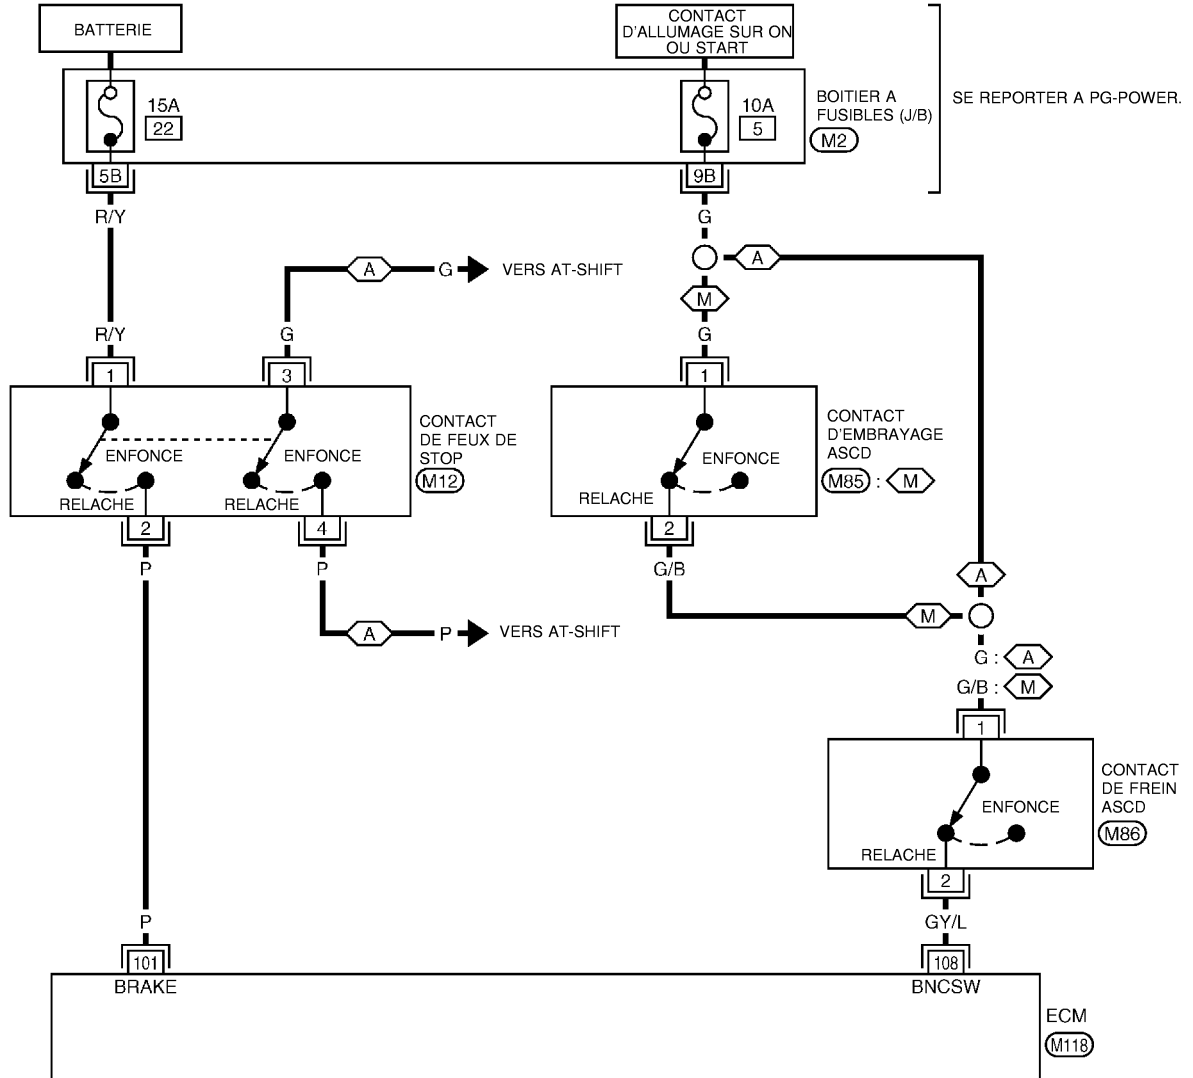 BATTERIE
CONTACT
D'ALLUMAGE SUR ON
OU START
15A
22
10A
5
BOITIER A
FUSIBLES (J/B)
M2
SE REPORTER A PG-POWER.
5B
9B
R/Y
G
A
A
G
VERS AT-SHIFT
M
R/Y
G
G
1
3
1
ENFONCE
ENFONCE
RELACHE
RELACHE
CONTACT
DE FEUX DE
STOP
M12
ENFONCE
RELACHE
CONTACT
D'EMBRAYAGE
ASCD
M85 : M
2
4
2
P
P
G/B
A
M
A
P
VERS AT-SHIFT
G : A
G/B : M
1
ENFONCE
RELACHE
CONTACT
DE FREIN
ASCD
M86
2
P
GY/L
101
108
BRAKE
BNCSW
ECM
M118